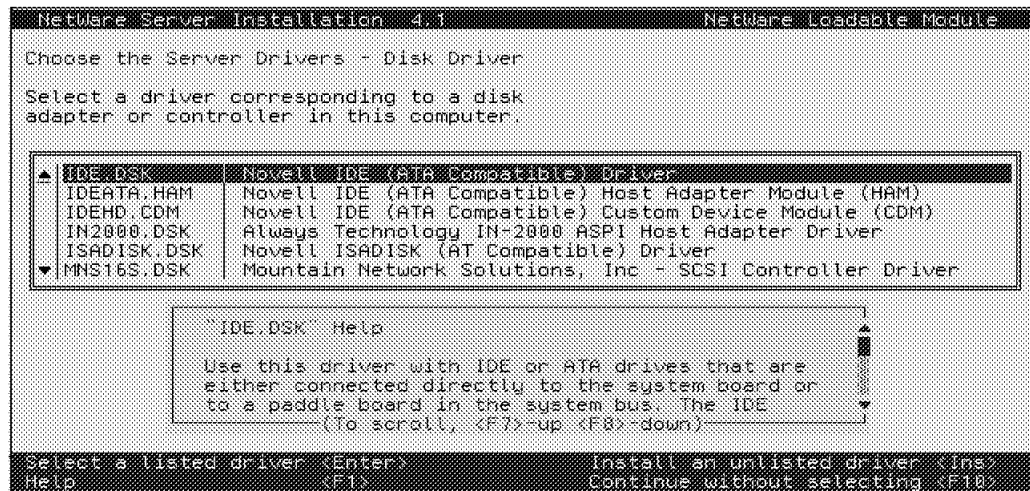 NetWare Server Installation 4.1 NetWare Loadable Module
Choose the Server Drivers - Disk Driver
Select a driver corresponding to a disk
adapter or controller in this computer.
IDE.DSK Novell IDE (ATA Compatible) Driver
IDEATA.HAM Novell IDE (ATA Compatible) Host Adapter Module (HAM)
IDEHD.CDM Novell IDE (ATA Compatible) Custom Device Module (CDM)
IN2000.DSK Always Technology IN-2000 ASPI Host Adapter Driver
ISADISK.DSK Novell ISADISK (AT Compatible) Driver
MNS16S.DSK Mountain Network Solutions, Inc - SCSI Controller Driver
"IDE.DSK" Help
Use this driver with IDE or ATA drives that are
either connected directly to the system board or
to a paddle board in the system bus. The IDE
(To scroll, <F7>-up <F8>-down)
Select a listed driver <Enter> Install an unlisted driver <Ins>
Help <F1> Continue without selecting <F10>